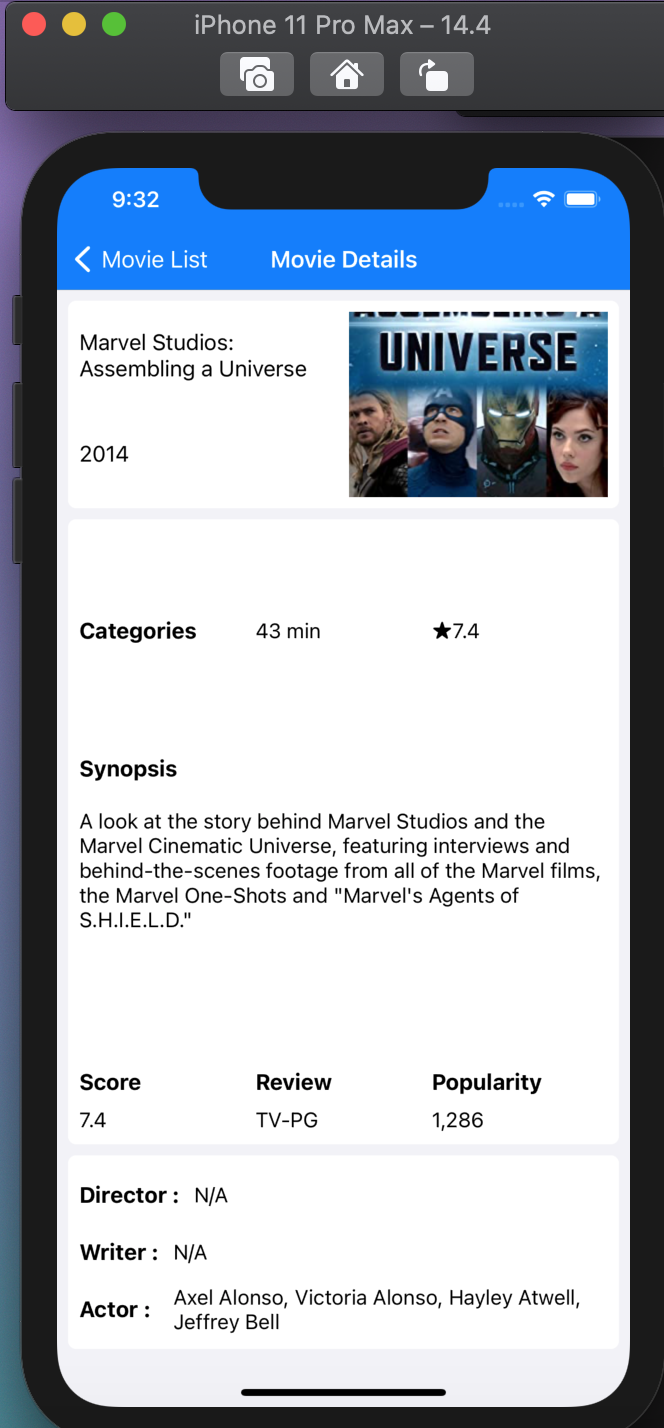 iPhone 11 Pro Max – 14.4
9:32
Movie List
Movie Details
Marvel Studios:
Assembling a Universe
2014
ASSEMBLING A
UNIVERSE
Categories
43 min
★7.4
Synopsis
A look at the story behind Marvel Studios and the
Marvel Cinematic Universe, featuring interviews and
behind-the-scenes footage from all of the Marvel films,
the Marvel One-Shots and "Marvel's Agents of
S.H.I.E.L.D."
Score
Review
Popularity
7.4
TV-PG
1,286
Director :
N/A
Writer :
N/A
Actor :
Axel Alonso, Victoria Alonso, Hayley Atwell,
Jeffrey Bell